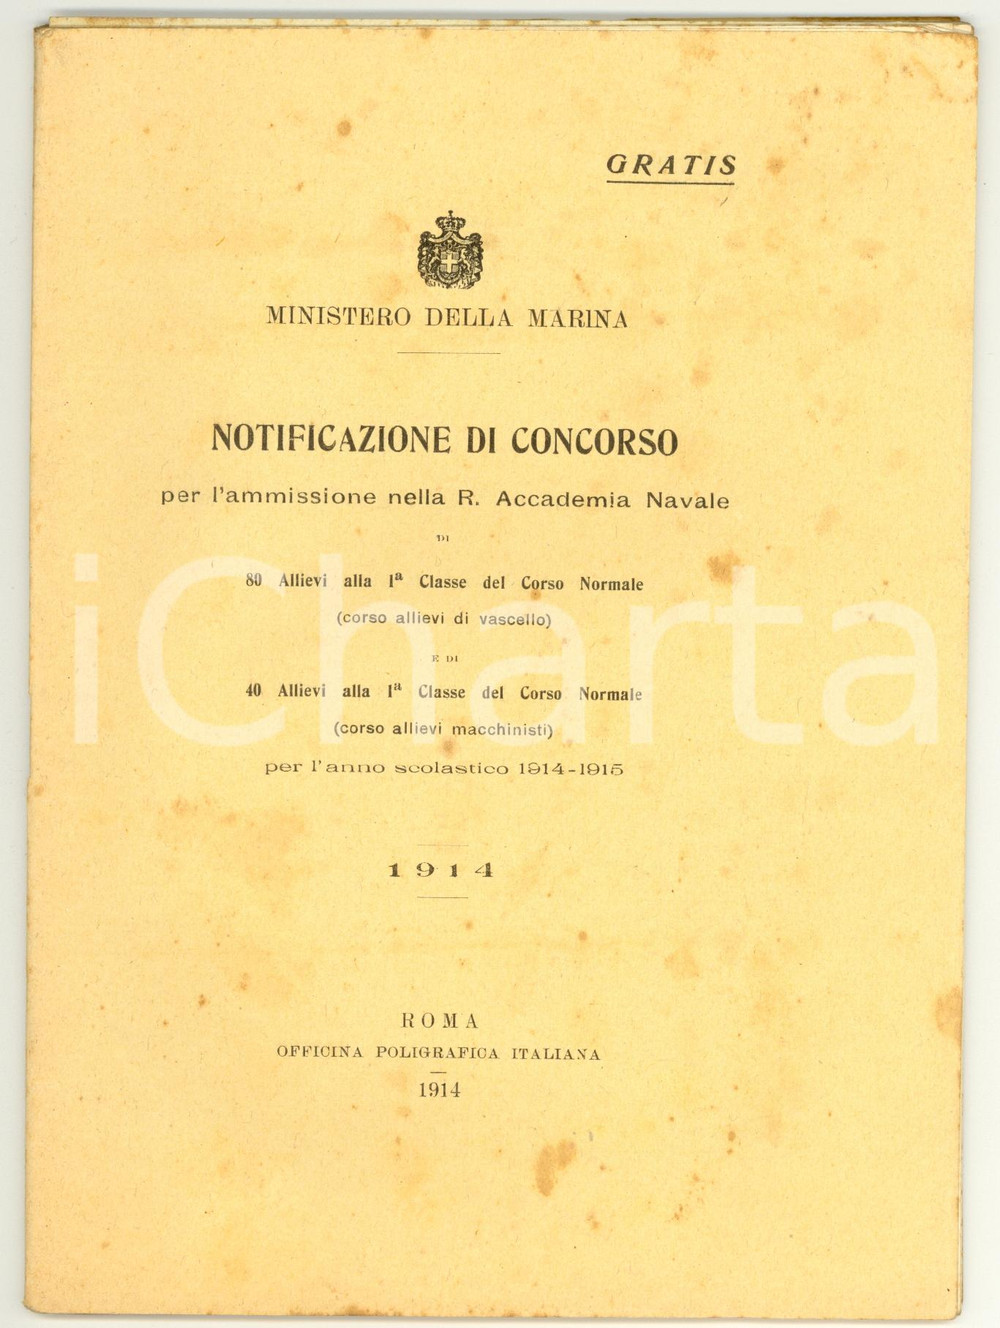 GRATIS
MINISTERO DELLA MARINA
NOTIFICAZIONE DI CONCORSO
per l'ammissione nella R. Accademia Navale
DI
80 Allievi alla 1ª Classe del Corso Normale
(corso allievi di vascello)
E DI
40 Allievi alla 1ª Classe del Corso Normale
(corso allievi macchinisti)
per l'anno scolastico 1914-1915
1914
ROMA
OFFICINA POLIGRAFICA ITALIANA
1914
iCharta